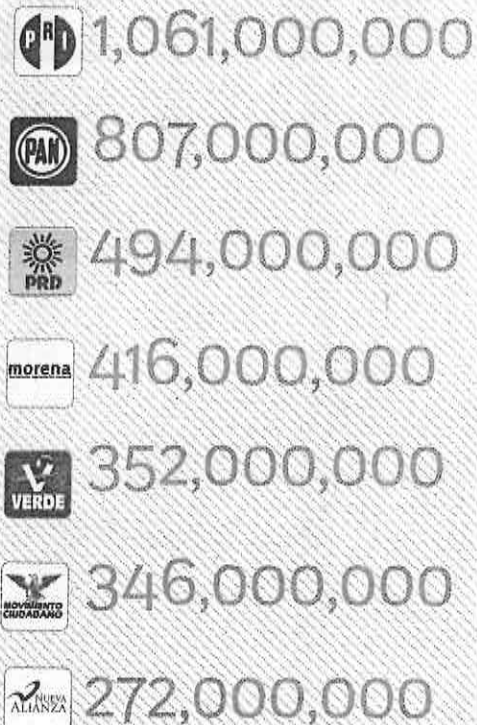 PRI 1,061,000,000
PAN 807,000,000
PRD 494,000,000
morena 416,000,000
VERDE 352,000,000
MOVIMIENTO CIUDADANO 346,000,000
NUEVA ALIANZA 272,000,000